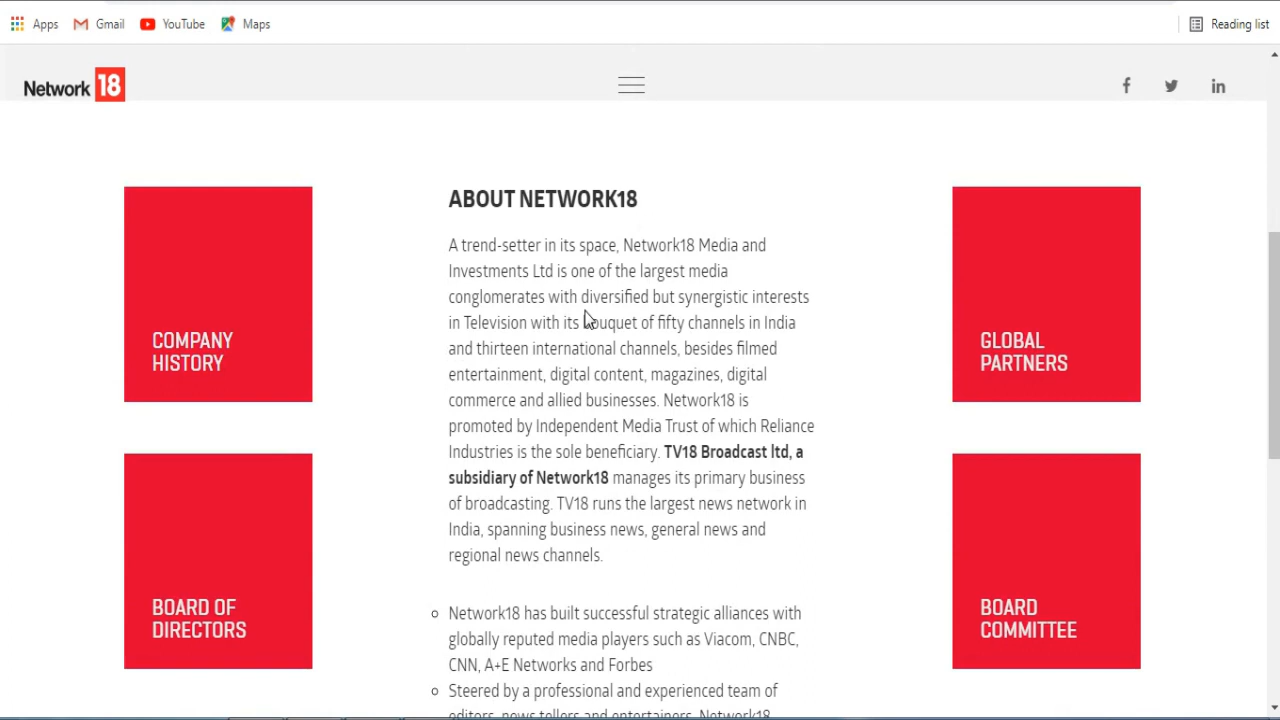 Apps Gmail YouTube Maps Reading list
Network 18
COMPANY
HISTORY
BOARD OF
DIRECTORS
ABOUT NETWORK18
A trend-setter in its space, Network18 Media and
Investments Ltd is one of the largest media
conglomerates with diversified but synergistic interests
in Television with its bouquet of fifty channels in India
and thirteen international channels, besides filmed
entertainment, digital content, magazines, digital
commerce and allied businesses. Network18 is
promoted by Independent Media Trust of which Reliance
Industries is the sole beneficiary. TV18 Broadcast ltd, a
subsidiary of Network18 manages its primary business
of broadcasting. TV18 runs the largest news network in
India, spanning business news, general news and
regional news channels.
Network18 has built successful strategic alliances with
globally reputed media players such as Viacom, CNBC,
CNN, A+E Networks and Forbes
Steered by a professional and experienced team of
editors, news tellers and entertainers, Network18
GLOBAL
PARTNERS
BOARD
COMMITTEE